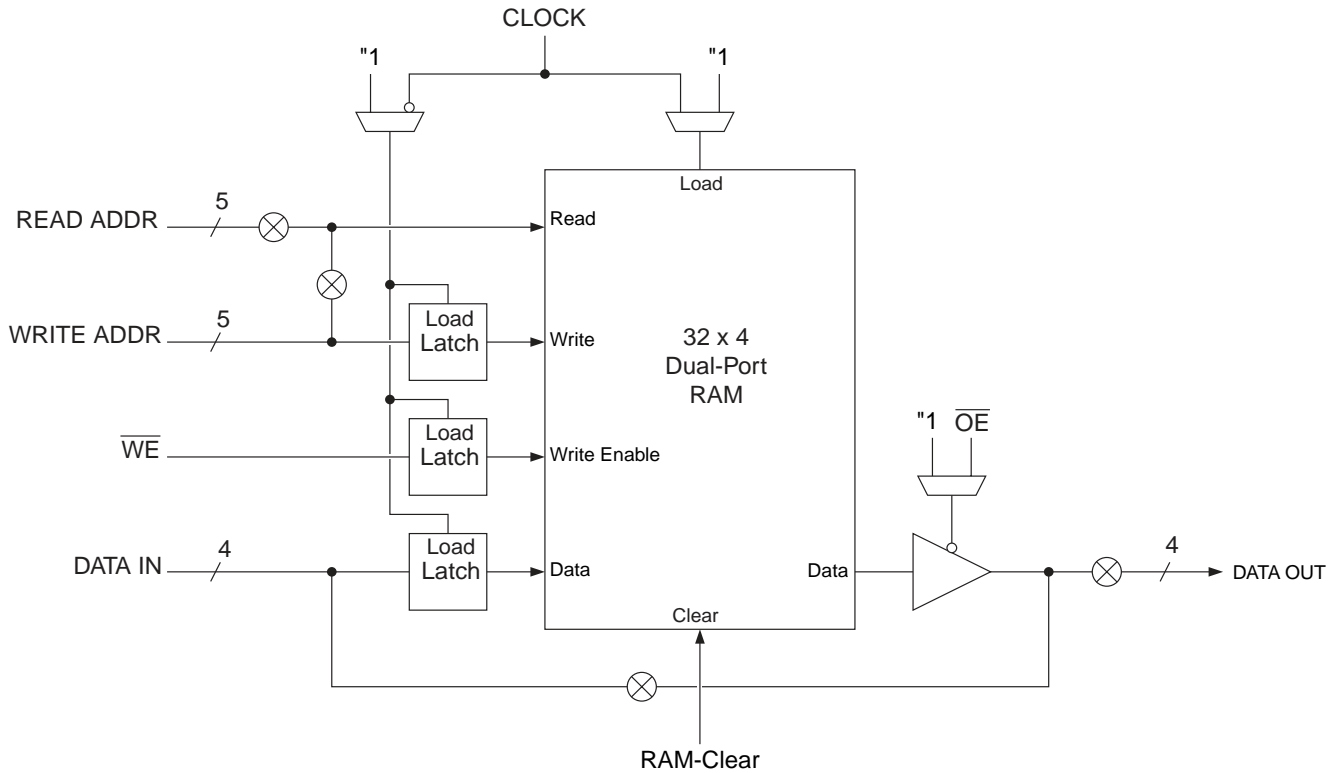 CLOCK
"1
"1
Load
READ ADDR
5
Read
WRITE ADDR
5
Load
Latch
Write
32 x 4
Dual-Port
RAM
WE
Load
Latch
Write Enable
"1 OE
DATA IN
4
Load
Latch
Data
Data
4
DATA OUT
Clear
RAM-Clear